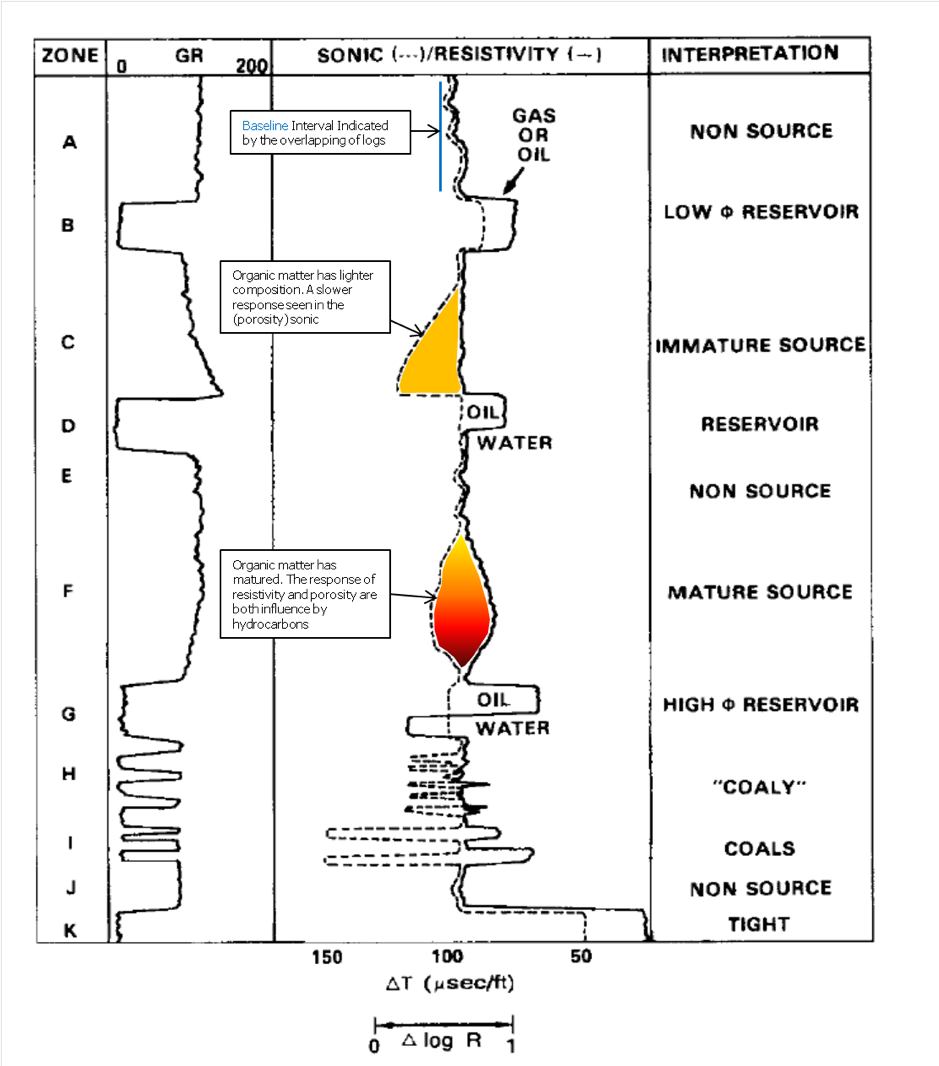 ZONE GR SONIC (---)/RESISTIVITY (—) INTERPRETATION
0 200
A
Baseline Interval Indicated
by the overlapping of logs
GAS
OR
OIL
NON SOURCE
B
LOW Φ RESERVOIR
Organic matter has lighter
composition. A slower
response seen in the
(porosity) sonic
C
IMMATURE SOURCE
D
OIL
WATER
RESERVOIR
E
NON SOURCE
Organic matter has
matured. The response of
resistivity and porosity are
both influence by
hydrocarbons
F
MATURE SOURCE
G
OIL
WATER
HIGH Φ RESERVOIR
H
"COALY"
I
COALS
J
NON SOURCE
K
TIGHT
150 100 50
ΔT (μsec/ft)
0 Δ log R 1